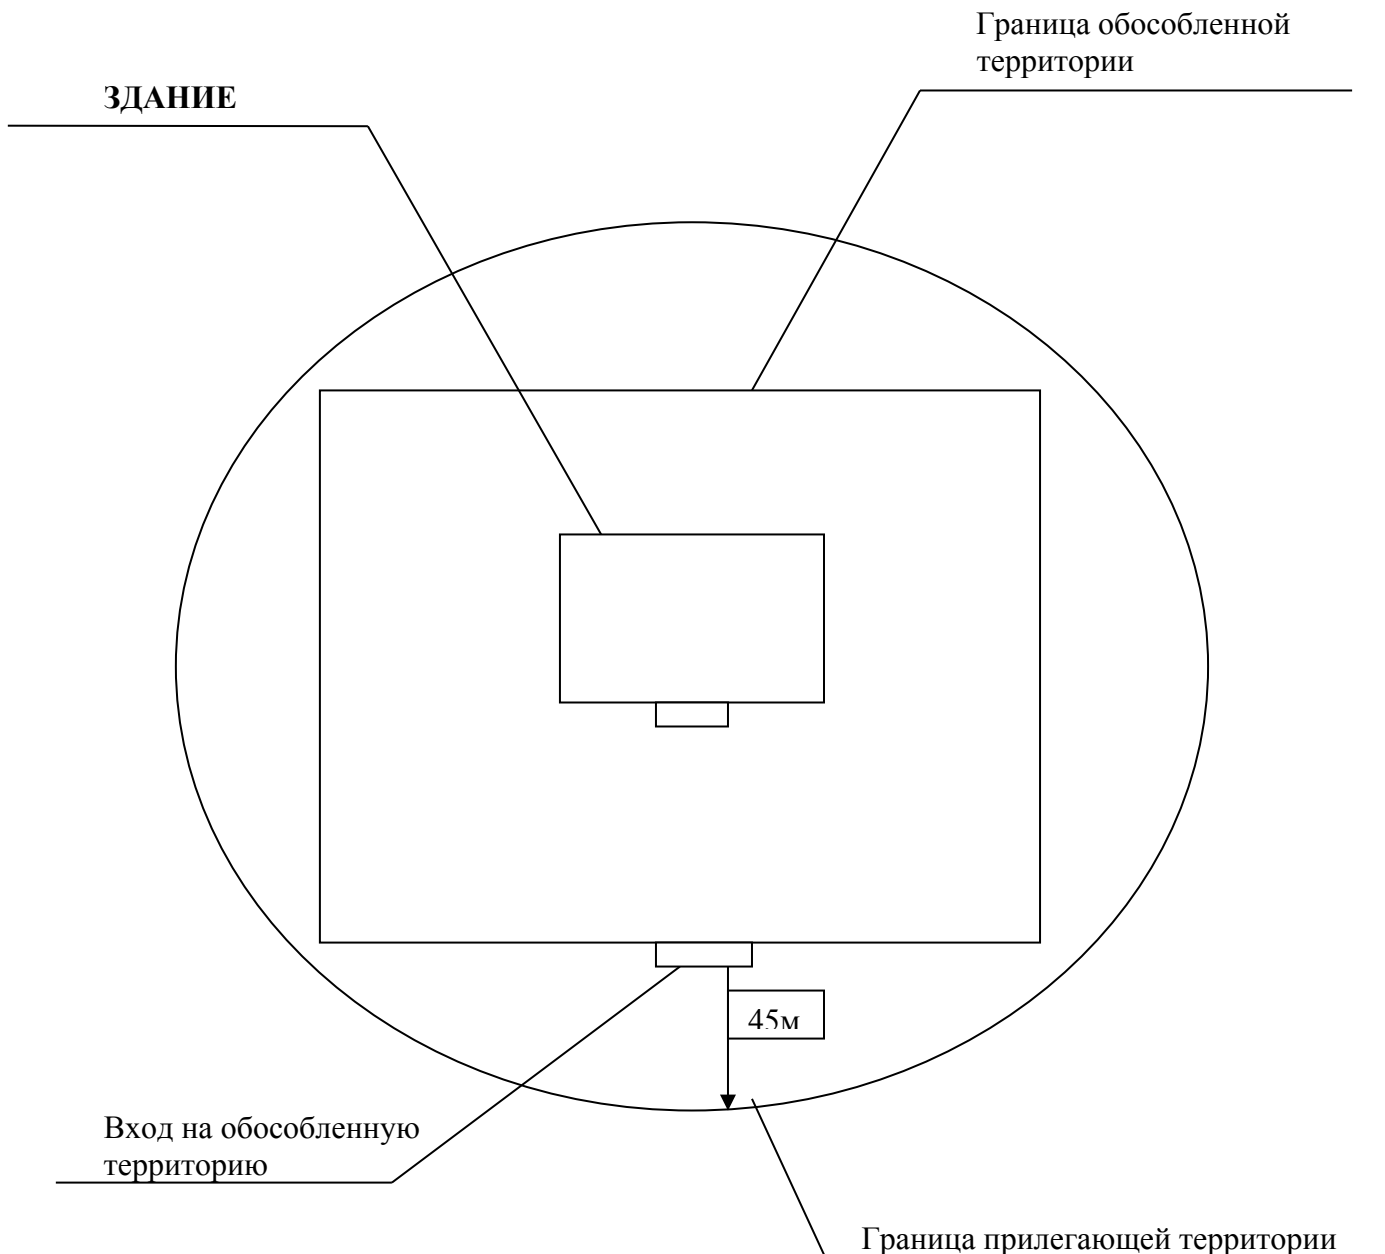 Граница обособленной
территории
ЗДАНИЕ
45м
Вход на обособленную
территорию
Граница прилегающей территории